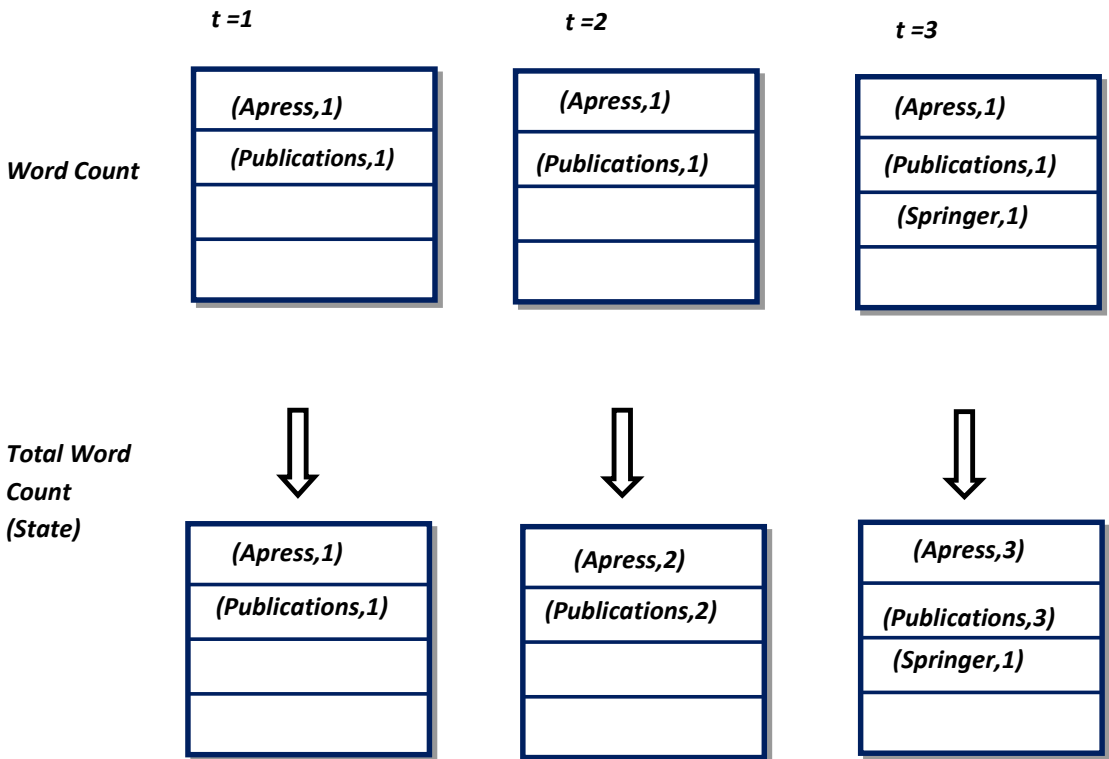 t =1
t =2
t =3
Word Count
(Apress,1)
(Publications,1)
(Apress,1)
(Publications,1)
(Apress,1)
(Publications,1)
(Springer,1)
Total Word
Count
(State)
(Apress,1)
(Publications,1)
(Apress,2)
(Publications,2)
(Apress,3)
(Publications,3)
(Springer,1)